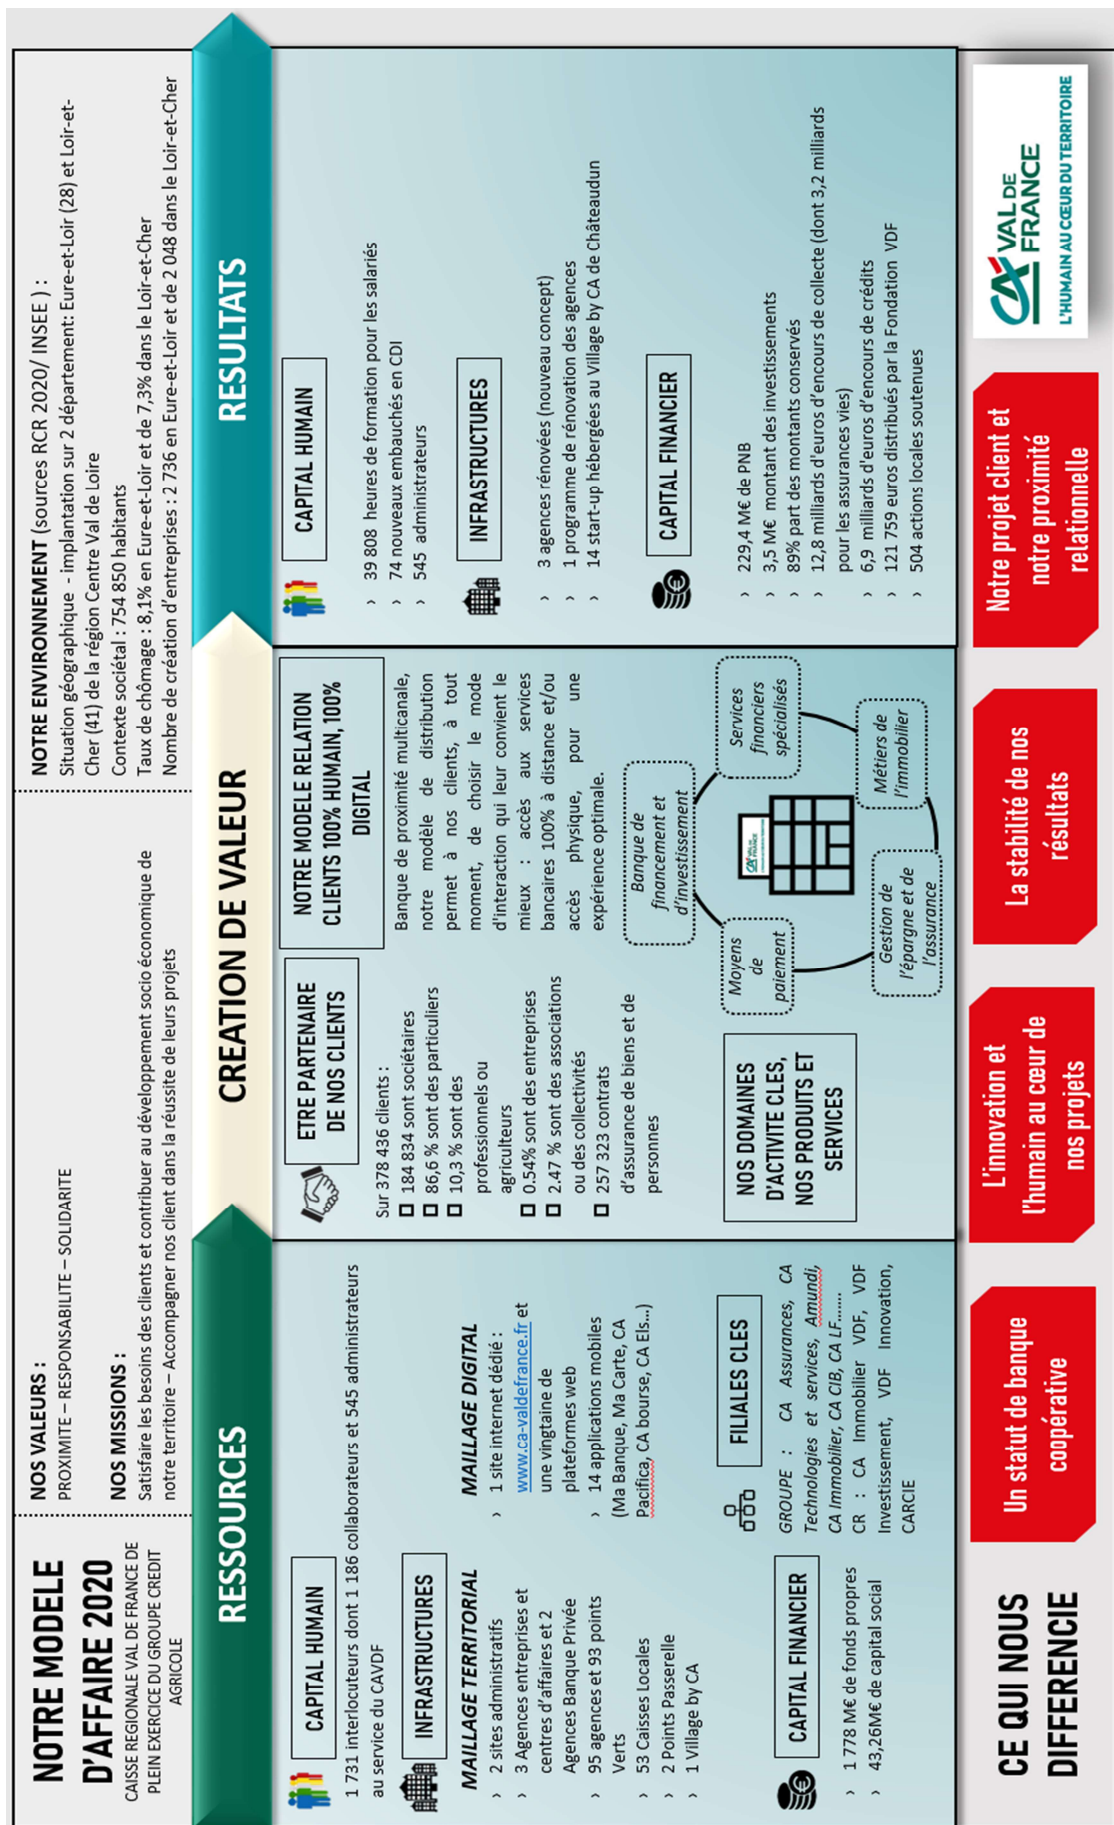 NOTRE MODELE
D'AFFAIRE 2020
CAISSE REGIONALE VAL DE FRANCE DE
PLEIN EXERCICE DU GROUPE CREDIT
AGRICOLE
NOS VALEURS :
PROXIMITE – RESPONSABILITE – SOLIDARITE
NOS MISSIONS :
Satisfaire les besoins des clients et contribuer au développement socio économique de
notre territoire – Accompagner nos client dans la réussite de leurs projets
NOTRE ENVIRONNEMENT (sources RCR 2020/ INSEE ) :
Situation géographique - implantation sur 2 département: Eure-et-Loir (28) et Loir-et-
Cher (41) de la région Centre Val de Loire
Contexte sociétal : 754 850 habitants
Taux de chômage : 8,1% en Eure-et-Loir et de 7,3% dans le Loir-et-Cher
Nombre de création d'entreprises : 2 736 en Eure-et-Loir et de 2 048 dans le Loir-et-Cher
RESSOURCES
CREATION DE VALEUR
RESULTATS
CAPITAL HUMAIN
1 731 interlocuteurs dont 1 186 collaborateurs et 545 administrateurs
au service du CAVDF
INFRASTRUCTURES
MAILLAGE TERRITORIAL
› 2 sites administratifs
› 3 Agences entreprises et
centres d'affaires et 2
Agences Banque Privée
› 95 agences et 93 points
Verts
› 53 Caisses Locales
› 2 Points Passerelle
› 1 Village by CA
MAILLAGE DIGITAL
› 1 site internet dédié :
www.ca-valdefrance.fr et
une vingtaine de
plateformes web
› 14 applications mobiles
(Ma Banque, Ma Carte, CA
Pacifica, CA bourse, CA Els…)
CAPITAL FINANCIER
› 1 778 M€ de fonds propres
› 43,26M€ de capital social
FILIALES CLES
GROUPE : CA Assurances, CA
Technologies et services, Amundi,
CA Immobilier, CA CIB, CA LF…….
CR : CA Immobilier VDF, VDF
Investissement, VDF Innovation,
CARCIE
ETRE PARTENAIRE
DE NOS CLIENTS
Sur 378 436 clients :
184 834 sont sociétaires
86,6 % sont des particuliers
10,3 % sont des
professionnels ou
agriculteurs
0.54% sont des entreprises
2.47 % sont des associations
ou des collectivités
257 323 contrats
d'assurance de biens et de
personnes
NOTRE MODELE RELATION
CLIENTS 100% HUMAIN, 100%
DIGITAL
Banque de proximité multicanale,
notre modèle de distribution
permet à nos clients, à tout
moment, de choisir le mode
d'interaction qui leur convient le
mieux : accès aux services
bancaires 100% à distance et/ou
accès physique, pour une
expérience optimale.
NOS DOMAINES
D'ACTIVITE CLES,
NOS PRODUITS ET
SERVICES
Banque de
financement et
d'investissement
Services
financiers
spécialisés
Métiers de
l'immobilier
Gestion de
l'épargne et de
l'assurance
Moyens
de
paiement
VAL DE
FRANCE
CAPITAL HUMAIN
› 39 808 heures de formation pour les salariés
› 74 nouveaux embauchés en CDI
› 545 administrateurs
INFRASTRUCTURES
› 3 agences rénovées (nouveau concept)
› 1 programme de rénovation des agences
› 14 start-up hébergées au Village by CA de Châteaudun
CAPITAL FINANCIER
› 229,4 M€ de PNB
› 3,5 M€ montant des investissements
› 89% part des montants conservés
› 12,8 milliards d'euros d'encours de collecte (dont 3,2 milliards
pour les assurances vies)
› 6,9 milliards d'euros d'encours de crédits
› 121 759 euros distribués par la Fondation VDF
› 504 actions locales soutenues
CE QUI NOUS
DIFFERENCIE
Un statut de banque
coopérative
L'innovation et
l'humain au cœur de
nos projets
La stabilité de nos
résultats
Notre projet client et
notre proximité
relationnelle
CA VAL DE
FRANCE
L'HUMAIN AU CŒUR DU TERRITOIRE